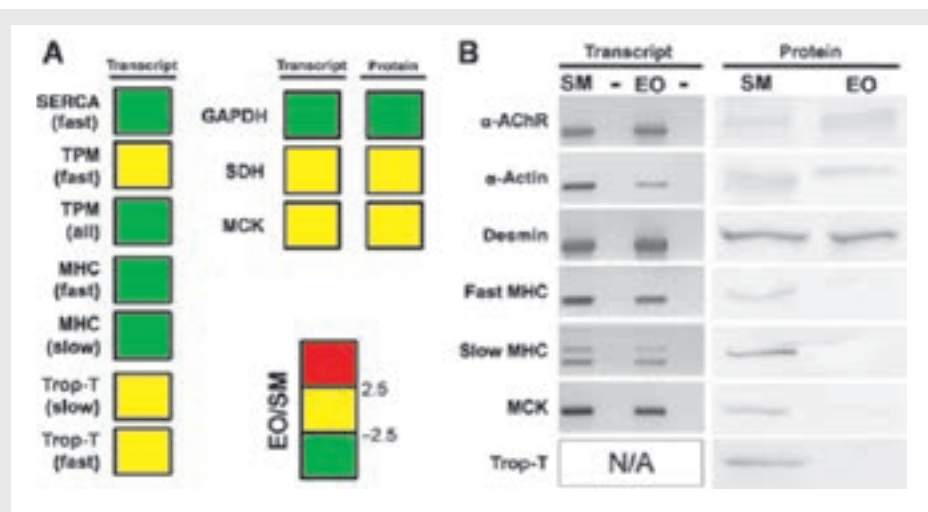 A
Transcript
SERCA
(fast)
TPM
(fast)
TPM
(all)
MHC
(fast)
MHC
(slow)
Trop-T
(slow)
Trop-T
(fast)
Transcript Protein
GAPDH
SDH
MCK
EO/SM
2.5
-2.5
B
Transcript Protein
SM - EO - SM EO
α-AChR
α-Actin
Desmin
Fast MHC
Slow MHC
MCK
Trop-T N/A